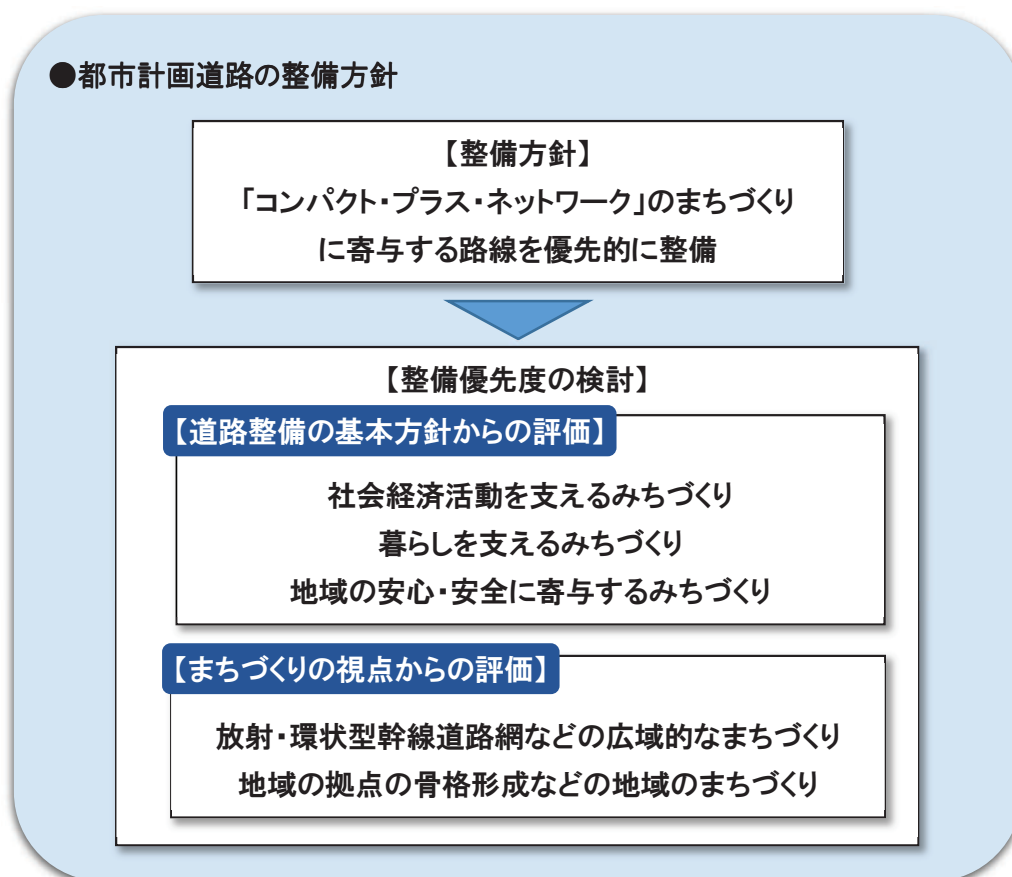 ●都市計画道路の整備方針
【整備方針】
「コンパクト・プラス・ネットワーク」のまちづくり
に寄与する路線を優先的に整備
【整備優先度の検討】
【道路整備の基本方針からの評価】
社会経済活動を支えるみちづくり
暮らしを支えるみちづくり
地域の安心・安全に寄与するみちづくり
【まちづくりの視点からの評価】
放射・環状型幹線道路網などの広域的なまちづくり
地域の拠点の骨格形成などの地域のまちづくり